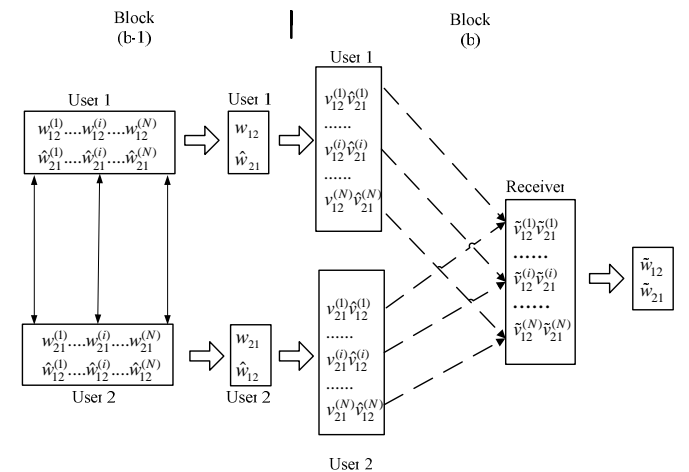 Block
(b-1)
Block
(b)
User 1
w_{12}^{(1)}....w_{12}^{(i)}....w_{12}^{(N)}
ŵ_{21}^{(1)}....ŵ_{21}^{(i)}....ŵ_{21}^{(N)}
User 1
w_{12}
ŵ_{21}
User 1
v_{12}^{(1)}v̂_{21}^{(1)}
......
v_{12}^{(i)}v̂_{21}^{(i)}
......
v_{12}^{(N)}v̂_{21}^{(N)}
Receiver
ṽ_{12}^{(1)}ṽ_{21}^{(1)}
......
ṽ_{12}^{(i)}ṽ_{21}^{(i)}
......
ṽ_{12}^{(N)}ṽ_{21}^{(N)}
w̃_{12}
w̃_{21}
w_{21}^{(1)}....w_{21}^{(i)}....w_{21}^{(N)}
ŵ_{12}^{(1)}....ŵ_{12}^{(i)}....ŵ_{12}^{(N)}
User 2
w_{21}
ŵ_{12}
User 2
v_{21}^{(1)}v̂_{12}^{(1)}
......
v_{21}^{(i)}v̂_{12}^{(i)}
......
v_{21}^{(N)}v̂_{12}^{(N)}
User 2